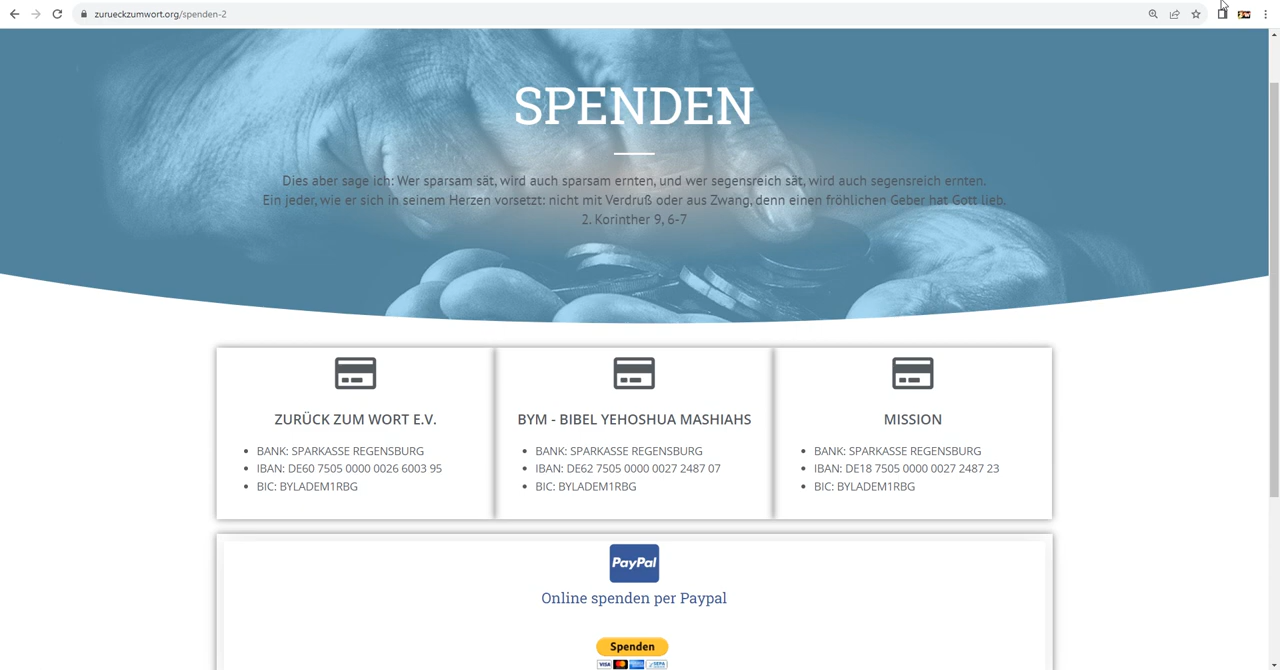 zurueckzumwort.org/spenden-2
SPENDEN
Dies aber sage ich: Wer sparsam sät, wird auch sparsam ernten, und wer segensreich sät, wird auch segensreich ernten.
Ein jeder, wie er sich in seinem Herzen vorsetzt: nicht mit Verdruß oder aus Zwang, denn einen fröhlichen Geber hat Gott lieb.
2. Korinther 9, 6-7
ZURÜCK ZUM WORT E.V.
BANK: SPARKASSE REGENSBURG
IBAN: DE60 7505 0000 0026 6003 95
BIC: BYLADEM1RBG
BYM - BIBEL YEHOSHUA MASHIAHS
BANK: SPARKASSE REGENSBURG
IBAN: DE62 7505 0000 0027 2487 07
BIC: BYLADEM1RBG
MISSION
BANK: SPARKASSE REGENSBURG
IBAN: DE18 7505 0000 0027 2487 23
BIC: BYLADEM1RBG
PayPal
Online spenden per Paypal
Spenden
VISA